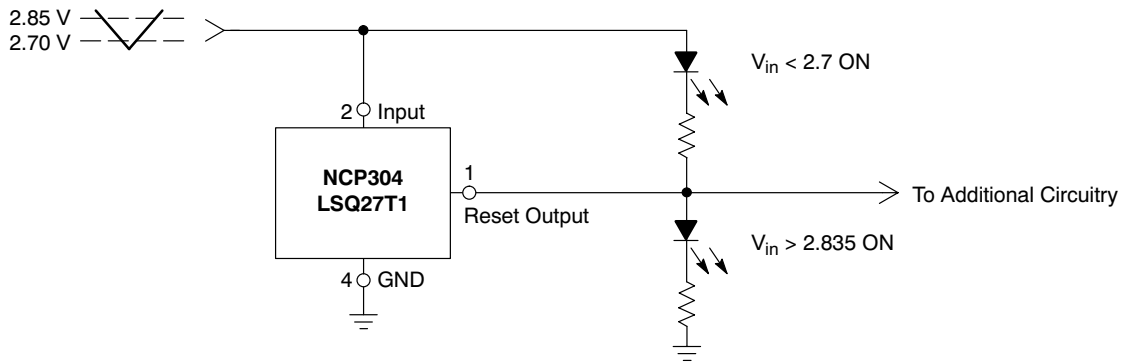 2.85 V
2.70 V
V_in < 2.7 ON
2 Input
NCP304
LSQ27T1
1
Reset Output
To Additional Circuitry
V_in > 2.835 ON
4 GND